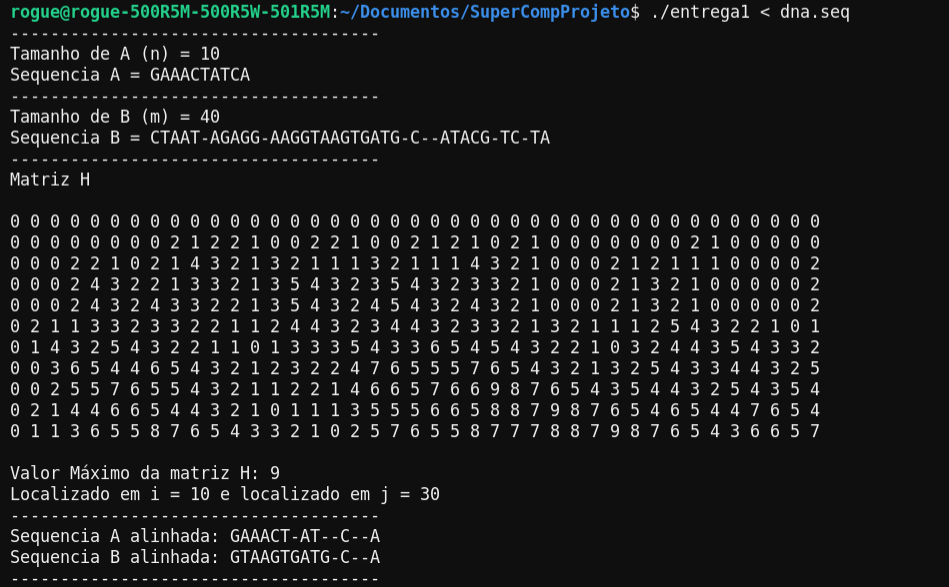 rogue@rogue-500R5M-500R5W-501R5M:~/Documentos/SuperCompProjeto$ ./entrega1 < dna.seq
-------------------------------------
Tamanho de A (n) = 10
Sequencia A = GAAACTATCA
-------------------------------------
Tamanho de B (m) = 40
Sequencia B = CTAAT-AGAGG-AAGGTAAGTGATG-C--ATACG-TC-TA
-------------------------------------
Matriz H
0 0 0 0 0 0 0 0 0 0 0 0 0 0 0 0 0 0 0 0 0 0 0 0 0 0 0 0 0 0 0 0 0 0 0 0 0 0 0 0 0
0 0 0 0 0 0 0 0 2 1 2 2 1 0 0 2 2 1 0 0 2 1 2 1 0 2 1 0 0 0 0 0 0 0 2 1 0 0 0 0 0
0 0 0 2 2 1 0 2 1 4 3 2 1 3 2 1 1 1 3 2 1 1 1 4 3 2 1 0 0 0 2 1 2 1 1 1 0 0 0 0 2
0 0 0 2 4 3 2 2 1 3 3 2 1 3 5 4 3 2 3 5 4 3 2 3 3 2 1 0 0 0 2 1 3 2 1 0 0 0 0 0 2
0 0 0 2 4 3 2 4 3 3 2 2 1 3 5 4 3 2 4 5 4 3 2 4 3 2 1 0 0 0 2 1 3 2 1 0 0 0 0 0 2
0 2 1 1 3 3 2 3 3 2 2 1 1 2 4 4 3 2 3 4 4 3 2 3 3 2 1 3 2 1 1 1 2 5 4 3 2 2 1 0 1
0 1 4 3 2 5 4 3 2 2 1 1 0 1 3 3 3 5 4 3 3 6 5 4 5 4 3 2 2 1 0 3 2 4 4 3 5 4 3 3 2
0 0 3 6 5 4 4 6 5 4 3 2 1 2 3 2 2 4 7 6 5 5 5 7 6 5 4 3 2 1 3 2 5 4 3 3 4 4 3 2 5
0 0 2 5 5 7 6 5 5 4 3 2 1 1 2 2 1 4 6 6 5 7 6 6 9 8 7 6 5 4 3 5 4 4 3 2 5 4 3 5 4
0 2 1 4 4 6 6 5 4 4 3 2 1 0 1 1 1 3 5 5 5 6 6 5 8 8 7 9 8 7 6 5 4 6 5 4 4 7 6 5 4
0 1 1 3 6 5 5 8 7 6 5 4 3 3 2 1 0 2 5 7 6 5 5 8 7 7 7 8 8 7 9 8 7 6 5 4 3 6 6 5 7
Valor Máximo da matriz H: 9
Localizado em i = 10 e localizado em j = 30
-------------------------------------
Sequencia A alinhada: GAAACT-AT--C--A
Sequencia B alinhada: GTAAGTGATG-C--A
-------------------------------------